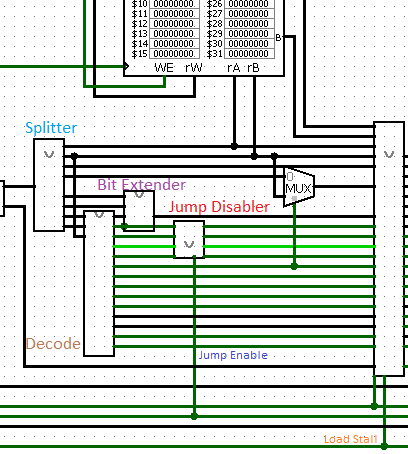 $10 00000000 $26 00000000
$11 00000000 $27 00000000
$12 00000000 $28 00000000
$13 00000000 $29 00000000
$14 00000000 $30 00000000
$15 00000000 $31 00000000
B
WE rW rA rB
Splitter
Bit Extender
0
MUX
Jump Disabler
Decode
Jump Enable
Load Stall